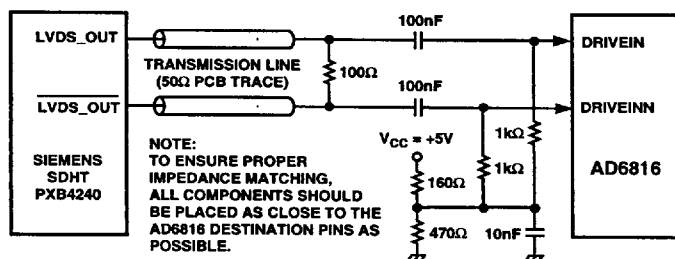 100nF
LVDS_OUT
DRIVEIN
TRANSMISSION LINE
(50Ω PCB TRACE)
100Ω
100nF
LVDS_OUT
DRIVEINN
NOTE:
TO ENSURE PROPER
IMPEDANCE MATCHING,
ALL COMPONENTS SHOULD
BE PLACED AS CLOSE TO THE
AD6816 DESTINATION PINS AS
POSSIBLE.
VCC = +5V
1kΩ
1kΩ
SIEMENS
SDHT
PXB4240
AD6816
160Ω
470Ω
10nF